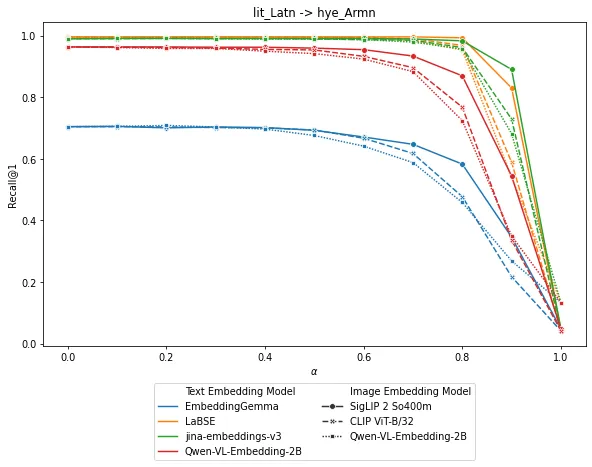 lit_Latn -> hye_Armn
Recall@1
1.0
0.8
0.6
0.4
0.2
0.0
0.0 0.2 0.4 0.6 0.8 1.0
α
Text Embedding Model
EmbeddingGemma
LaBSE
jina-embeddings-v3
Qwen-VL-Embedding-2B
Image Embedding Model
SigLIP 2 So400m
CLIP ViT-B/32
Qwen-VL-Embedding-2B